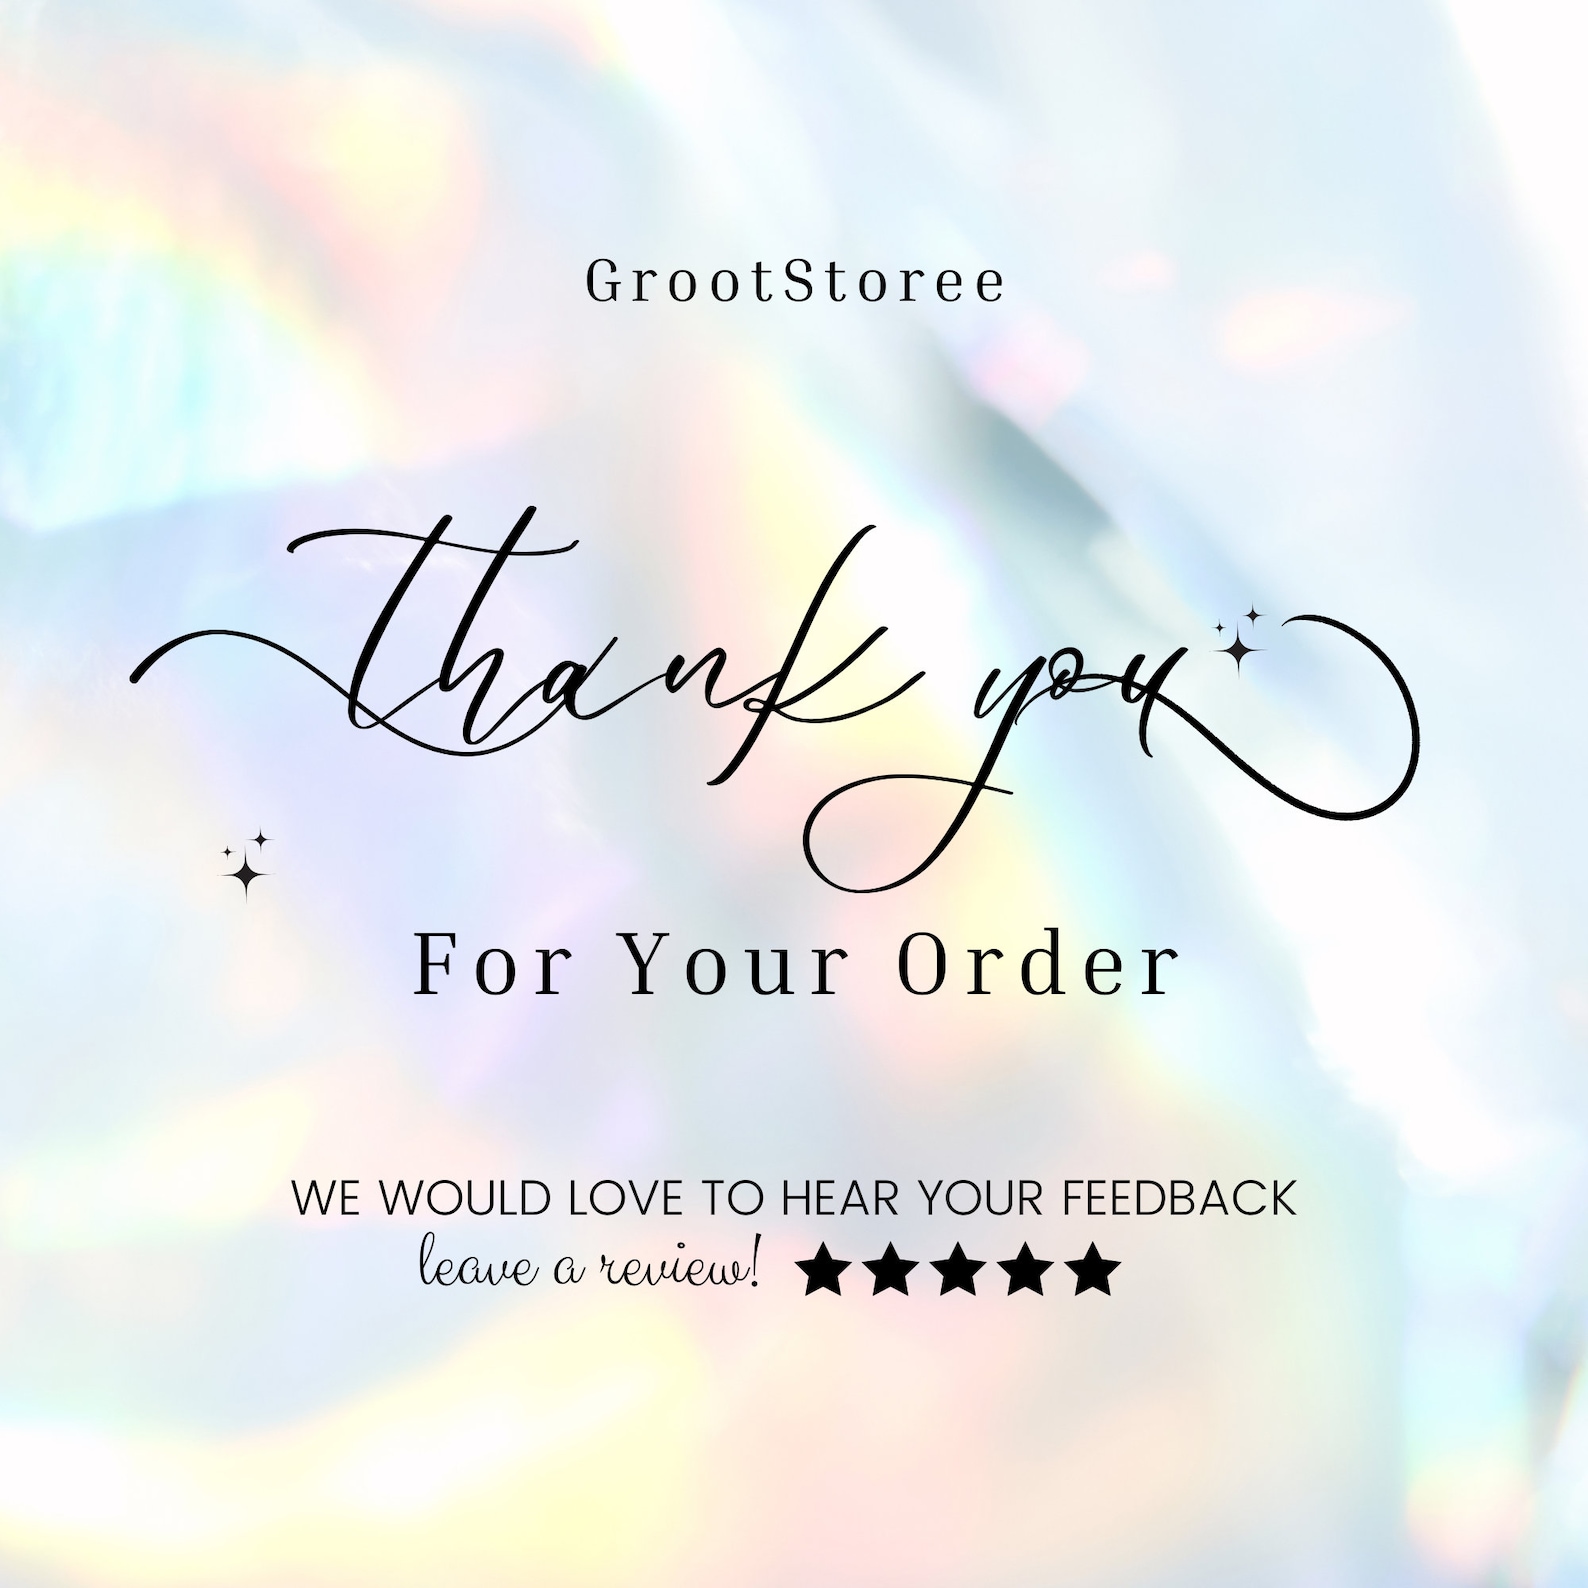 GrootStoree
thank you
For Your Order
WE WOULD LOVE TO HEAR YOUR FEEDBACK
leave a review! ★★★★★